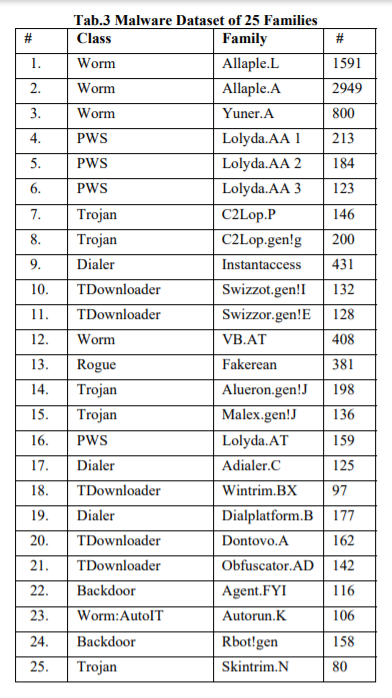 Tab.3 Malware Dataset of 25 Families
# Class Family #
1. Worm Allaple.L 1591
2. Worm Allaple.A 2949
3. Worm Yuner.A 800
4. PWS Lolyda.AA 1 213
5. PWS Lolyda.AA 2 184
6. PWS Lolyda.AA 3 123
7. Trojan C2Lop.P 146
8. Trojan C2Lop.gen!g 200
9. Dialer Instantaccess 431
10. TDownloader Swizzot.gen!I 132
11. TDownloader Swizzor.gen!E 128
12. Worm VB.AT 408
13. Rogue Fakerean 381
14. Trojan Alueron.gen!J 198
15. Trojan Malex.gen!J 136
16. PWS Lolyda.AT 159
17. Dialer Adialer.C 125
18. TDownloader Wintrim.BX 97
19. Dialer Dialplatform.B 177
20. TDownloader Dontovo.A 162
21. TDownloader Obfuscator.AD 142
22. Backdoor Agent.FYI 116
23. Worm:AutoIT Autorun.K 106
24. Backdoor Rbot!gen 158
25. Trojan Skintrim.N 80